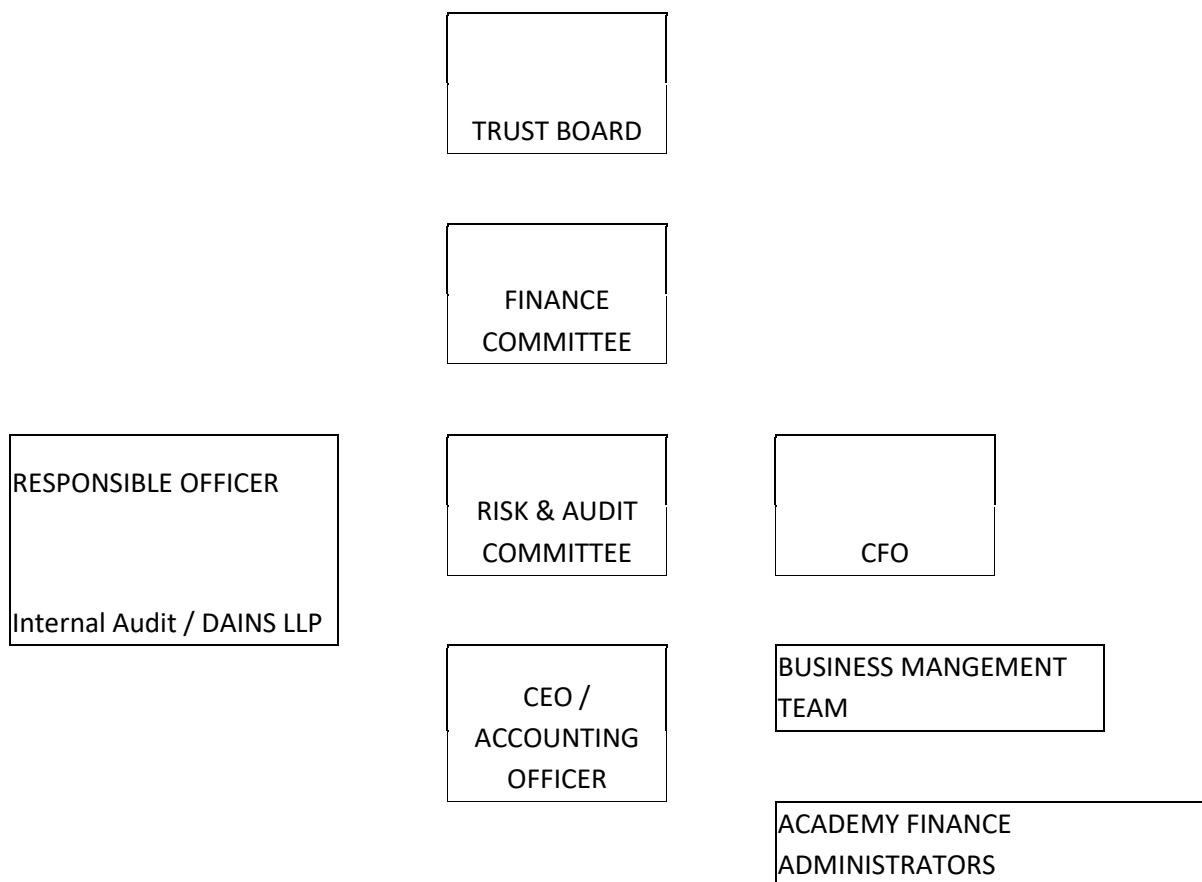 TRUST BOARD
FINANCE
COMMITTEE
RESPONSIBLE OFFICER
Internal Audit / DAINS LLP
RISK & AUDIT
COMMITTEE
CFO
CEO /
ACCOUNTING
OFFICER
BUSINESS MANGEMENT
TEAM
ACADEMY FINANCE
ADMINISTRATORS